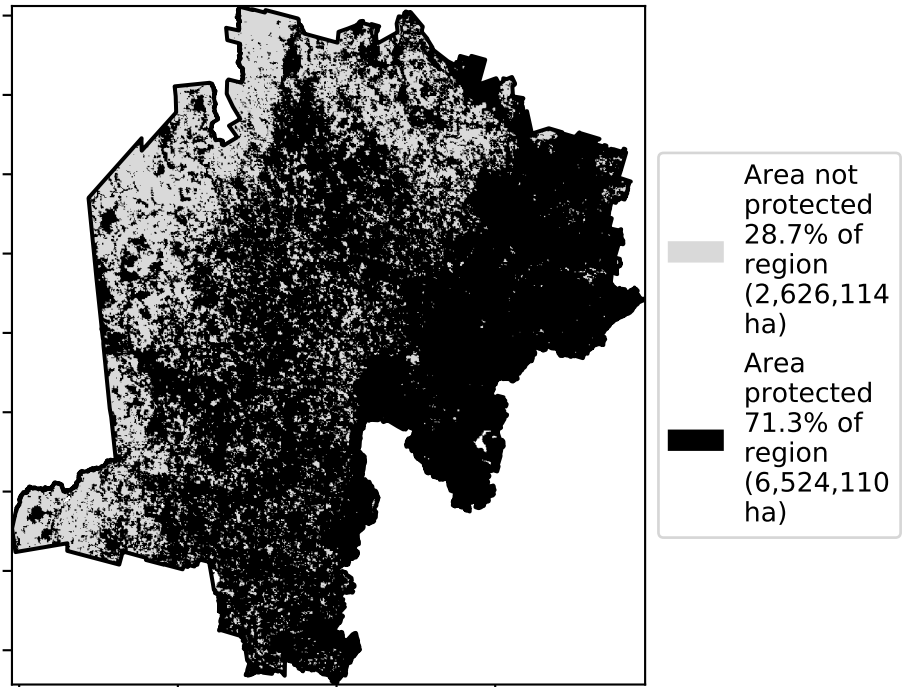 Area not
protected
28.7% of
region
(2,626,114
ha)
Area
protected
71.3% of
region
(6,524,110
ha)